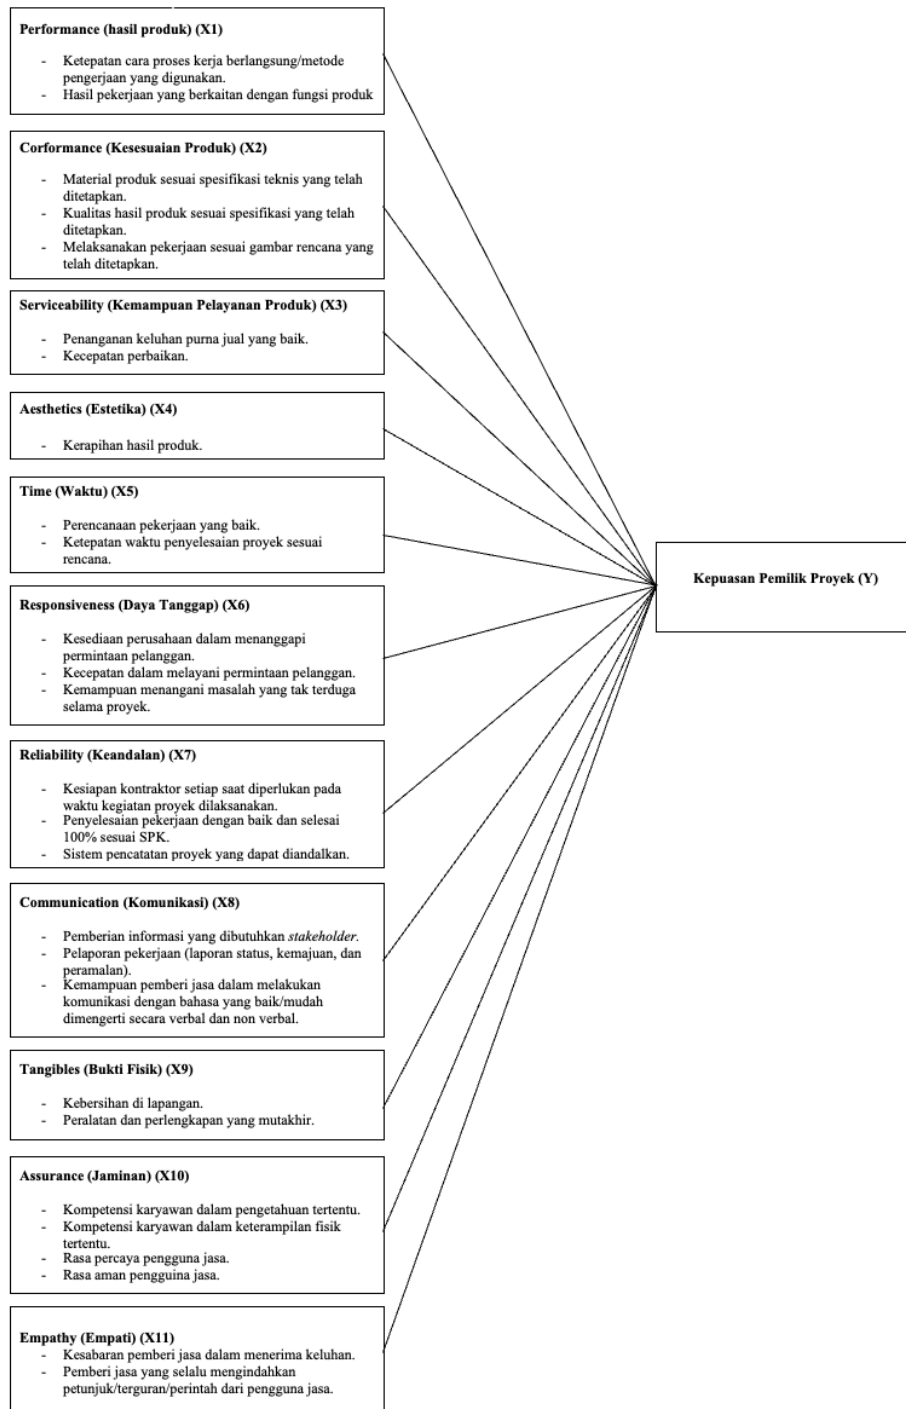 Performance (hasil produk) (X1)
- Ketepatan cara proses kerja berlangsung/metode
pengerjaan yang digunakan.
- Hasil pekerjaan yang berkaitan dengan fungsi produk
Corformance (Kesesuaian Produk) (X2)
- Material produk sesuai spesifikasi teknis yang telah
ditetapkan.
- Kualitas hasil produk sesuai spesifikasi yang telah
ditetapkan.
- Melaksanakan pekerjaan sesuai gambar rencana yang
telah ditetapkan.
Serviceability (Kemampuan Pelayanan Produk) (X3)
- Penanganan keluhan purna jual yang baik.
- Kecepatan perbaikan.
Aesthetics (Estetika) (X4)
- Kerapihan hasil produk.
Time (Waktu) (X5)
- Perencanaan pekerjaan yang baik.
- Ketepatan waktu penyelesaian proyek sesuai
rencana.
Responsiveness (Daya Tanggap) (X6)
- Kesediaan perusahaan dalam menanggapi
permintaan pelanggan.
- Kecepatan dalam melayani permintaan pelanggan.
- Kemampuan menangani masalah yang tak terduga
selama proyek.
Reliability (Keandalan) (X7)
- Kesiapan kontraktor setiap saat diperlukan pada
waktu kegiatan proyek dilaksanakan.
- Penyelesaian pekerjaan dengan baik dan selesai
100% sesuai SPK.
- Sistem pencatatan proyek yang dapat diandalkan.
Communication (Komunikasi) (X8)
- Pemberian informasi yang dibutuhkan stakeholder.
- Pelaporan pekerjaan (laporan status, kemajuan, dan
peramalan).
- Kemampuan pemberi jasa dalam melakukan
komunikasi dengan bahasa yang baik/mudah
dimengerti secara verbal dan non verbal.
Tangibles (Bukti Fisik) (X9)
- Kebersihan di lapangan.
- Peralatan dan perlengkapan yang mutakhir.
Assurance (Jaminan) (X10)
- Kompetensi karyawan dalam pengetahuan tertentu.
- Kompetensi karyawan dalam keterampilan fisik
tertentu.
- Rasa percaya pengguna jasa.
- Rasa aman pengguina jasa.
Empathy (Empati) (X11)
- Kesabaran pemberi jasa dalam menerima keluhan.
- Pemberi jasa yang selalu mengindahkan
petunjuk/terguran/perintah dari pengguna jasa.
Kepuasan Pemilik Proyek (Y)